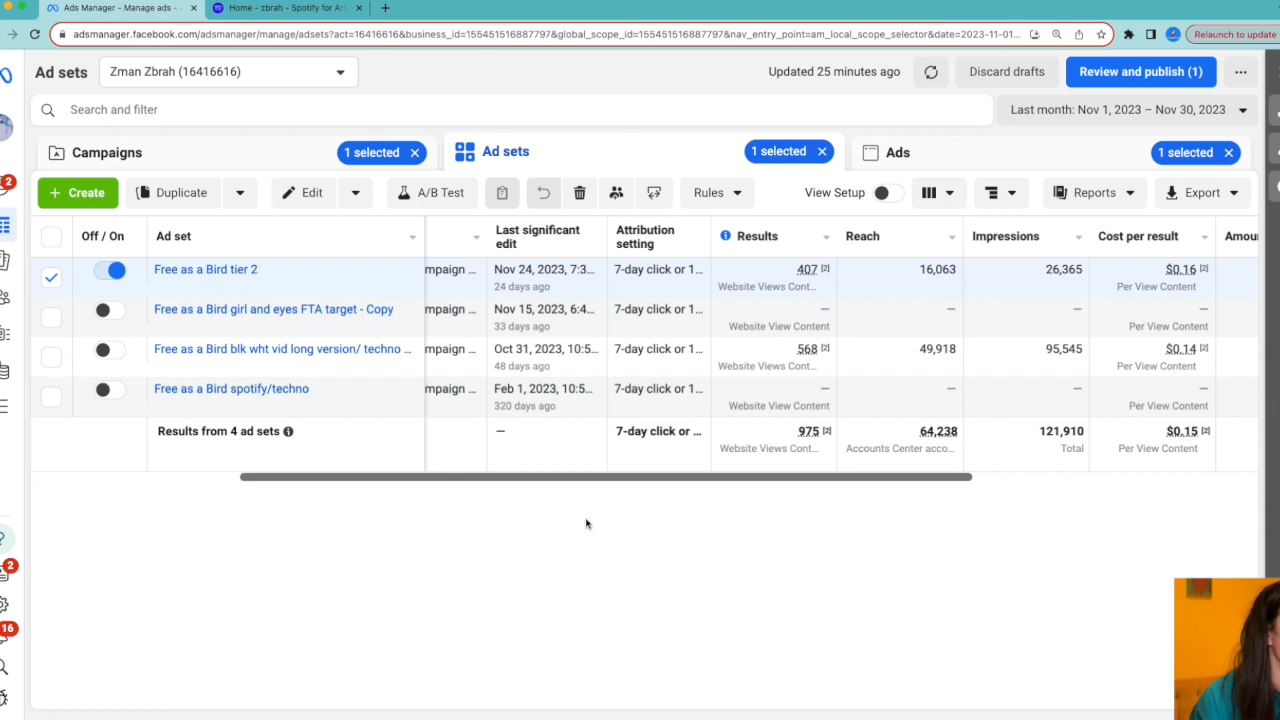 Ads Manager - Manage ads -
Home – zbrah – Spotify for Art
adsmanager.facebook.com/adsmanager/manage/adsets?act=16416616&business_id=155451516887797&global_scope_id=155451516887797&nav_entry_point=am_local_scope_selector&date=2023-11-01...
Relaunch to update
Ad sets
Zman Zbrah (16416616)
Updated 25 minutes ago
Discard drafts
Review and publish (1)
Search and filter
Last month: Nov 1, 2023 – Nov 30, 2023
Campaigns
1 selected
Ad sets
1 selected
Ads
1 selected
2
+ Create
Duplicate
Edit
A/B Test
Rules
View Setup
Reports
Export
Off / On
Ad set
Last significant
edit
Attribution
setting
Results
Reach
Impressions
Cost per result
Amou
Free as a Bird tier 2
mpaign ...
Nov 24, 2023, 7:3...
24 days ago
7-day click or 1...
407 [2]
Website Views Cont...
16,063
26,365
$0.16 [2]
Per View Content
Free as a Bird girl and eyes FTA target - Copy
mpaign ...
Nov 15, 2023, 6:4...
33 days ago
7-day click or 1...
—
Website View Content
—
—
—
Per View Content
Free as a Bird blk wht vid long version/ techno ...
mpaign ...
Oct 31, 2023, 10:5...
48 days ago
7-day click or 1...
568 [2]
Website Views Cont...
49,918
95,545
$0.14 [2]
Per View Content
Free as a Bird spotify/techno
mpaign ...
Feb 1, 2023, 10:5...
320 days ago
7-day click or 1...
—
Website View Content
—
—
—
Per View Content
Results from 4 ad sets
—
7-day click or ...
975 [2]
Website Views Cont...
64,238
Accounts Center acco...
121,910
Total
$0.15 [2]
Per View Content
2
16